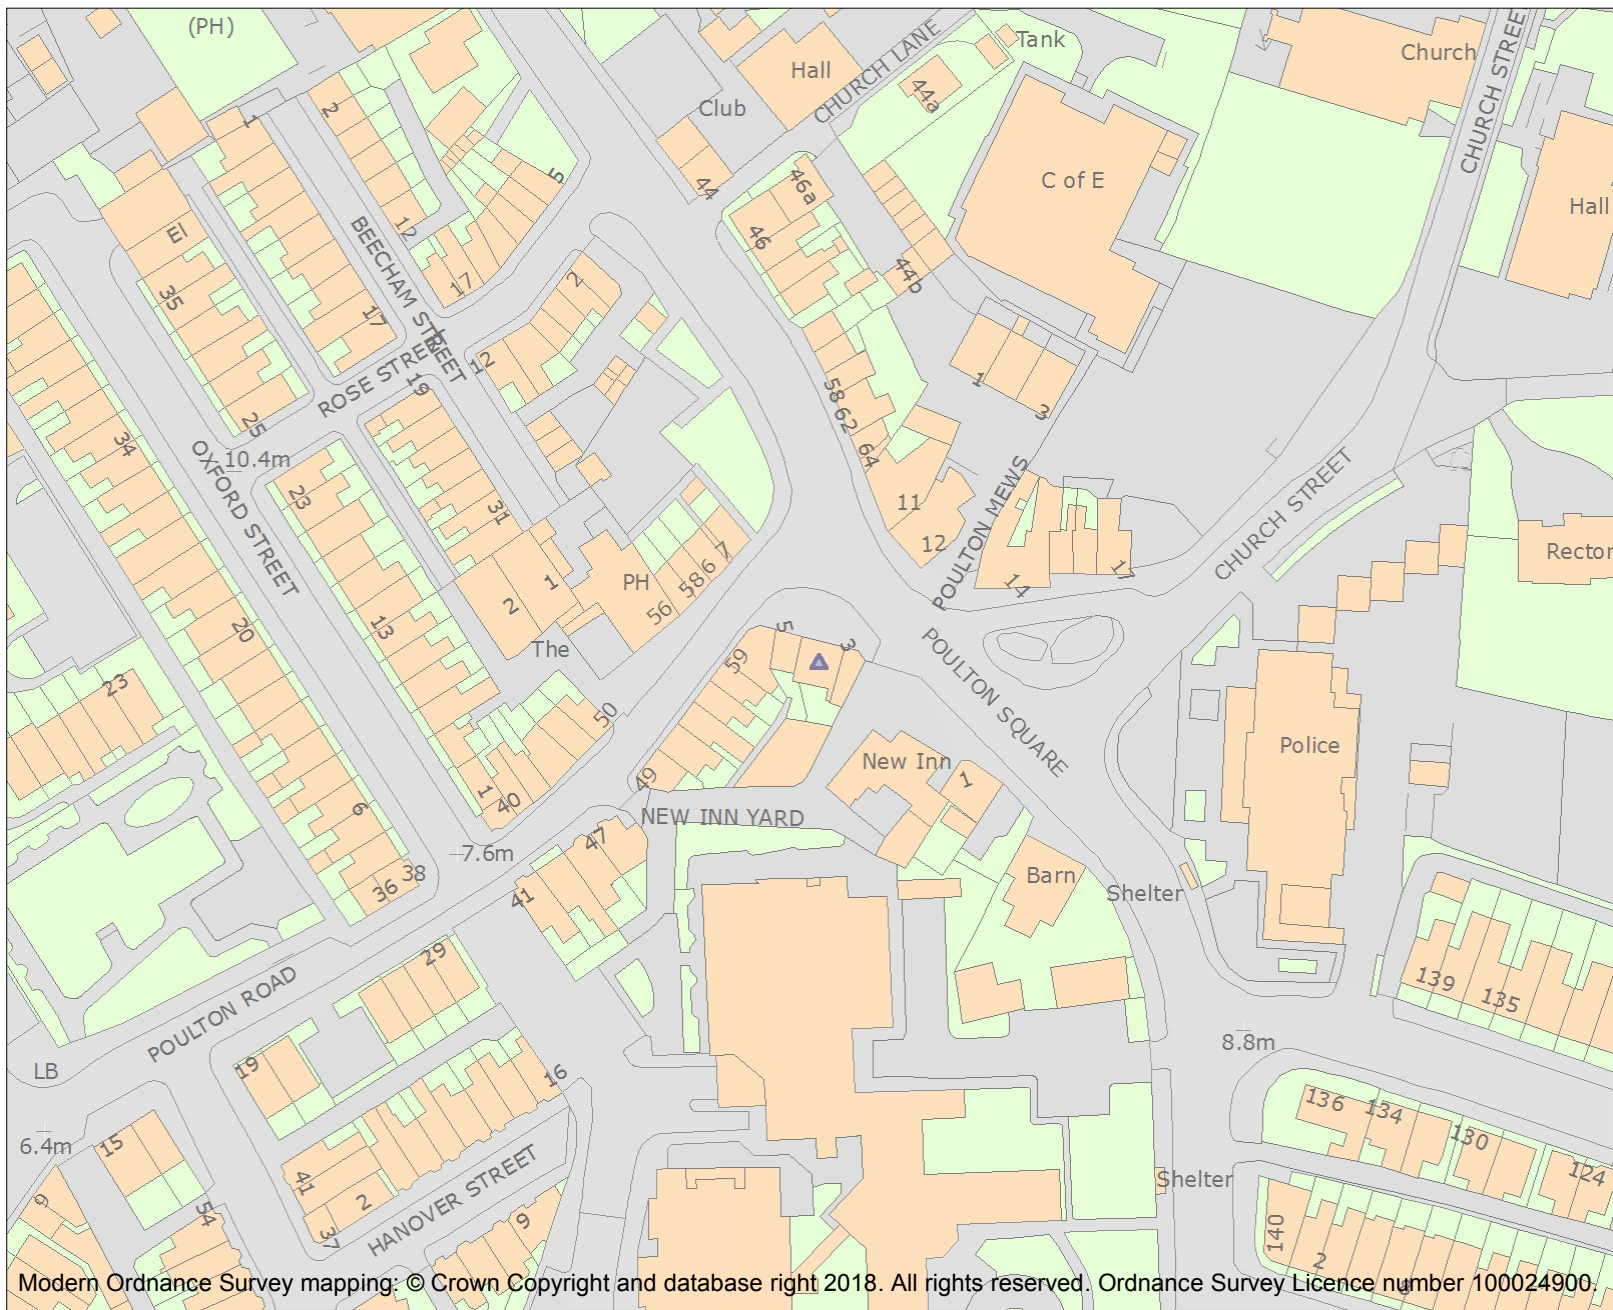 (PH)
Hall
CHURCH LANE
Tank
Church
CHURCH STREET
Club
44a
1
2
5
44
46a
C of E
Hall
El
12
46
BEECHAM STREET
17
2
44b
35
17
12
1
3
ROSE STREET
19
58
62
64
25
34
OXFORD STREET
10.4m
23
31
11
12
POULTON MEWS
14
17
CHURCH STREET
Rector
1
2
PH
56
58
6
7
13
20
The
5
3
59
POULTON SQUARE
23
50
Police
New Inn
1
49
1
40
6
NEW INN YARD
47
7.6m
38
36
41
Barn
Shelter
29
139
135
POULTON ROAD
8.8m
LB
19
16
136
134
130
124
6.4m
15
41
2
HANOVER STREET
Shelter
9
54
37
9
140
2
Modern Ordnance Survey mapping: © Crown Copyright and database right 2018. All rights reserved. Ordnance Survey Licence number 100024900.